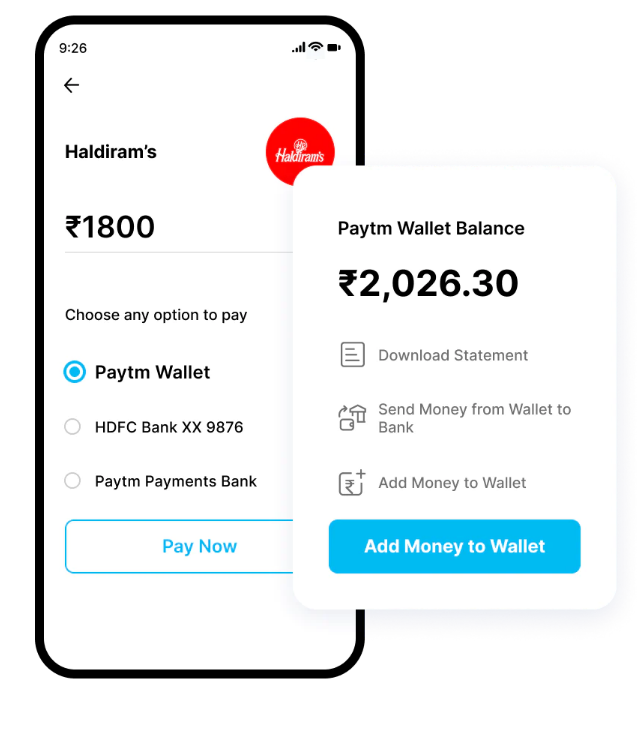 9:26
Haldiram’s
Haldiram's
₹1800
Choose any option to pay
Paytm Wallet
HDFC Bank XX 9876
Paytm Payments Bank
Pay Now
Paytm Wallet Balance
₹2,026.30
Download Statement
Send Money from Wallet to
Bank
Add Money to Wallet
Add Money to Wallet